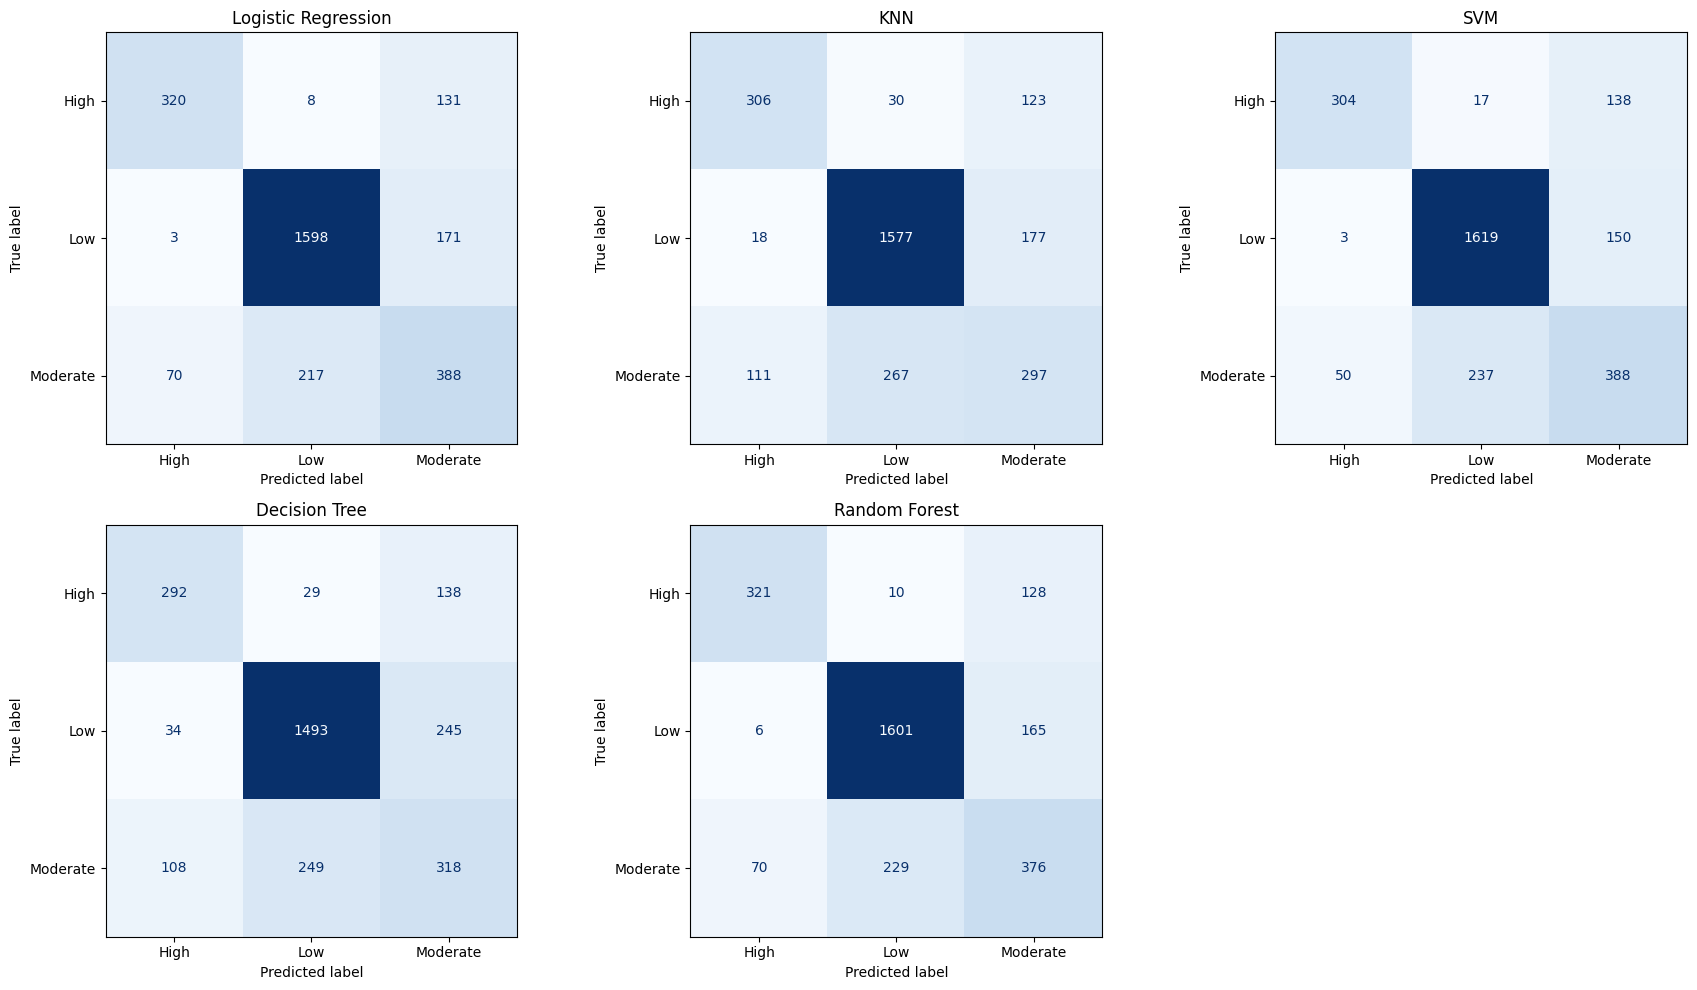 Logistic Regression
High 320 8 131
Low 3 1598 171
Moderate 70 217 388
High Low Moderate
Predicted label
True label
KNN
High 306 30 123
Low 18 1577 177
Moderate 111 267 297
High Low Moderate
Predicted label
True label
SVM
High 304 17 138
Low 3 1619 150
Moderate 50 237 388
High Low Moderate
Predicted label
True label
Decision Tree
High 292 29 138
Low 34 1493 245
Moderate 108 249 318
High Low Moderate
Predicted label
True label
Random Forest
High 321 10 128
Low 6 1601 165
Moderate 70 229 376
High Low Moderate
Predicted label
True label